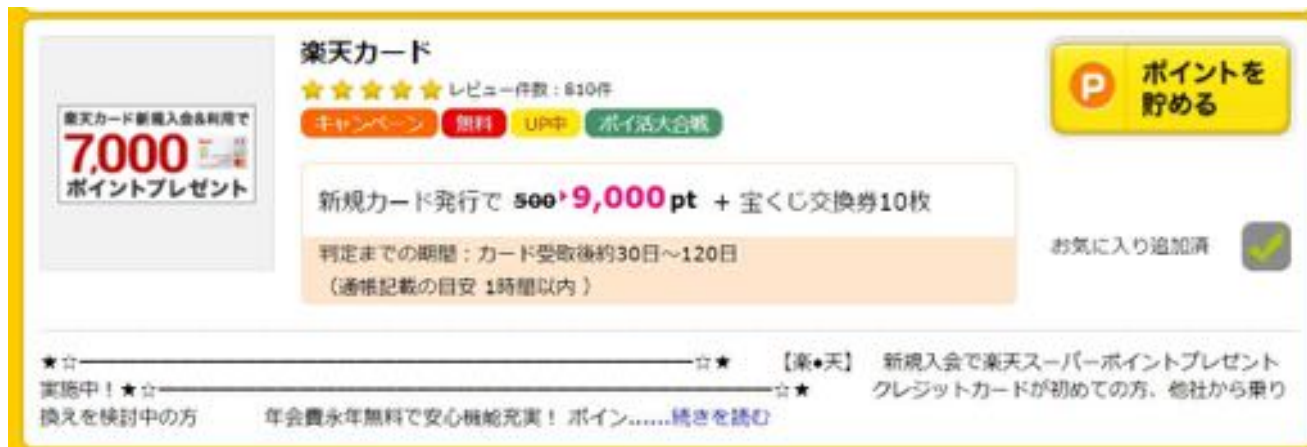 楽天カード
レビュー件数：810件
キャンペーン 無料 UP中 ポイ活大合戦
楽天カード新規入会&利用で
7,000
ポイントプレゼント
ポイントを
貯める
新規カード発行で 500 9,000 pt + 宝くじ交換券10枚
判定までの期間：カード受取後約30日～120日
（通帳記載の目安 1時間以内 ）
お気に入り追加済
★☆━━━━━━━━━━━━━━━━━━━━━━━━━━━━━━━━━━☆★ 【楽●天】 新規入会で楽天スーパーポイントプレゼント
実施中！★☆━━━━━━━━━━━━━━━━━━━━━━━━━━━━━━━━━━☆★ クレジットカードが初めての方、他社から乗り
換えを検討中の方 年会費永年無料で安心機能充実！ ポイン......続きを読む